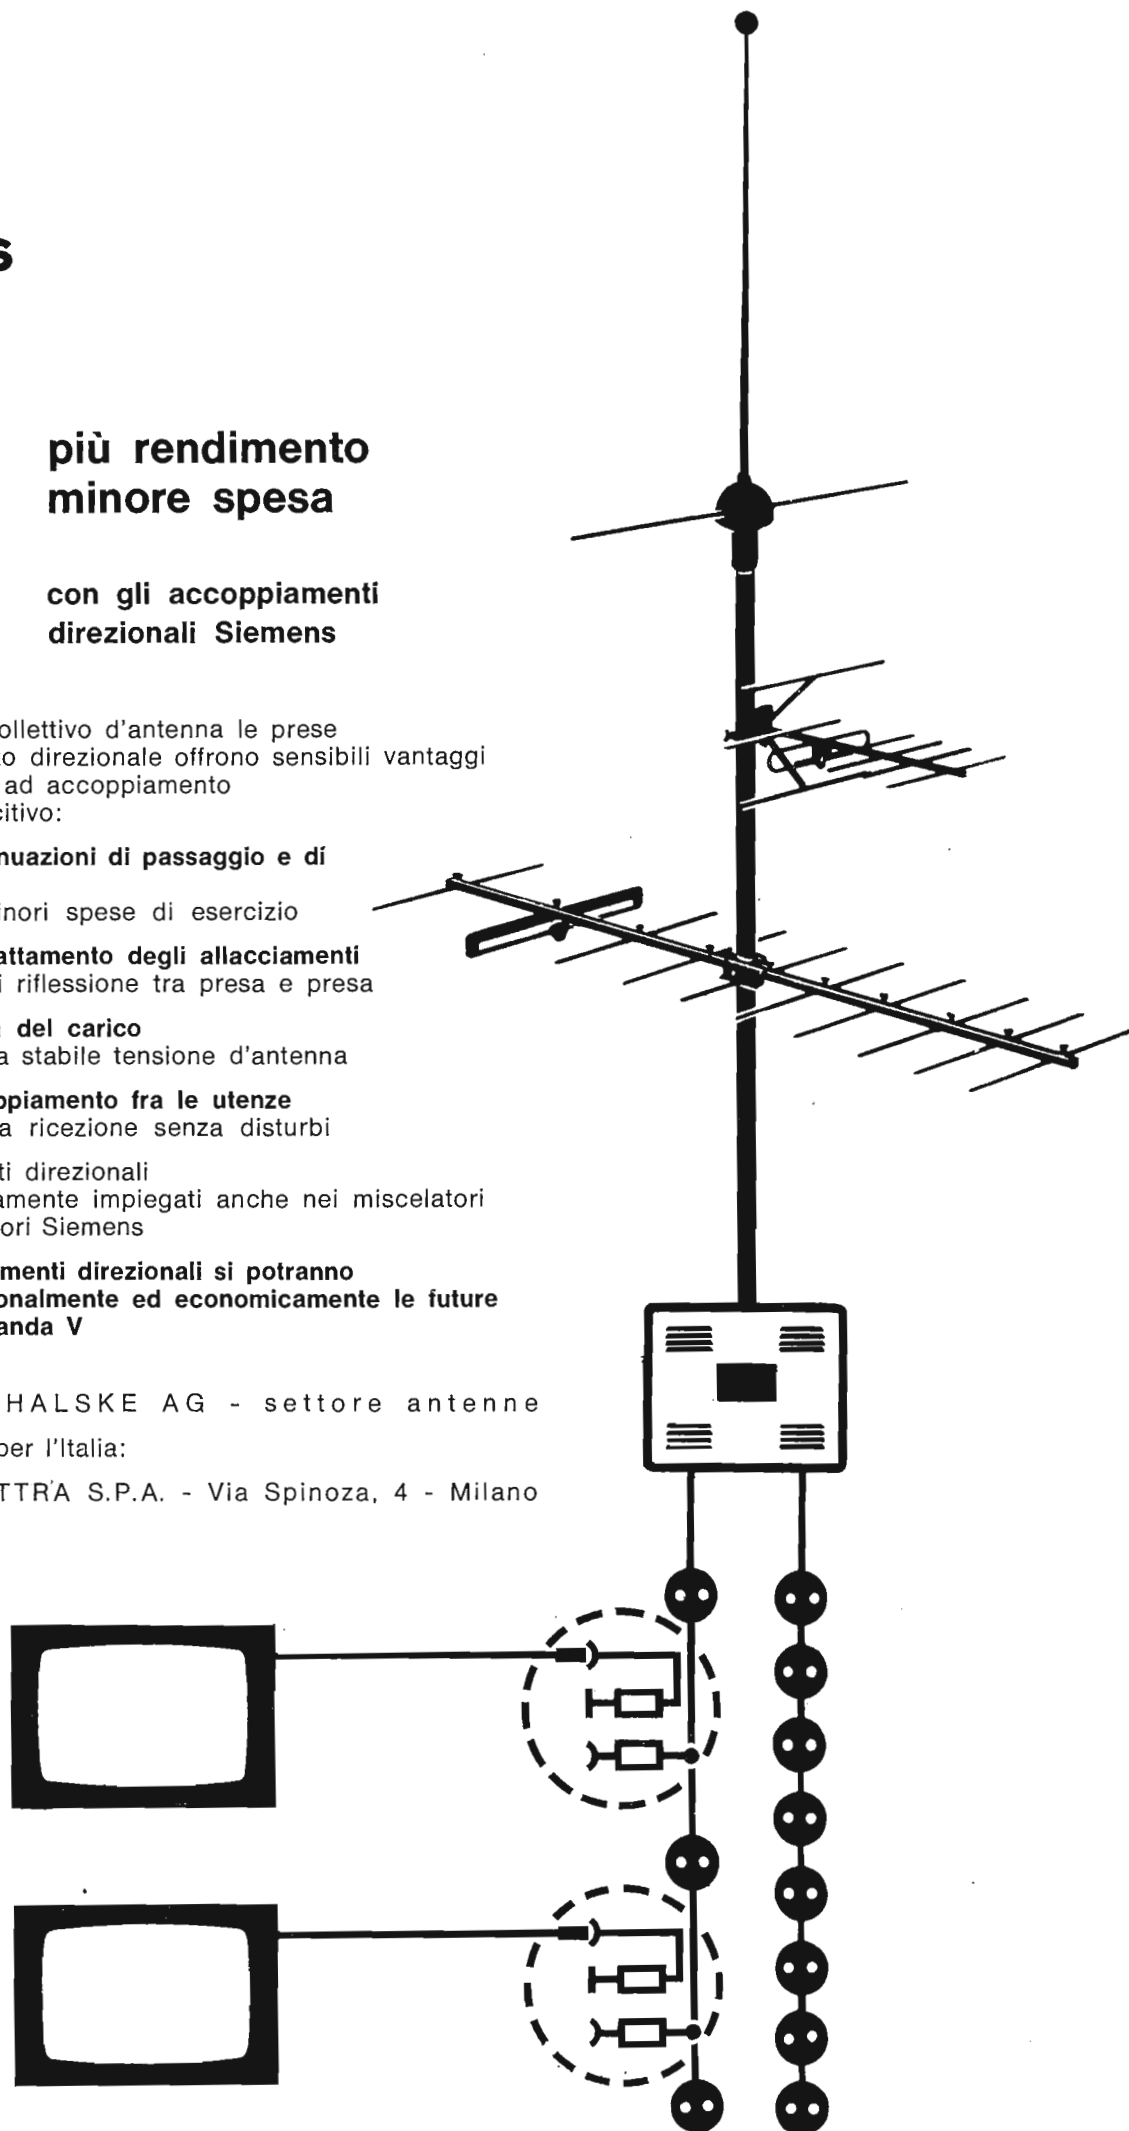 s
più rendimento
minore spesa
con gli accoppiamenti
direzionali Siemens
ollettivo d'antenna le prese
o direzionale offrono sensibili vantaggi
ad accoppiamento
citivo:
nuazioni di passaggio e di
inori spese di esercizio
attamento degli allacciamenti
i riflessione tra presa e presa
del carico
a stabile tensione d'antenna
ppiamento fra le utenze
a ricezione senza disturbi
ti direzionali
amente impiegati anche nei miscelatori
ori Siemens
menti direzionali si potranno
onalmente ed economicamente le future
anda V
HALSKE AG - settore antenne
per l'Italia:
TTRA S.P.A. - Via Spinoza, 4 - Milano